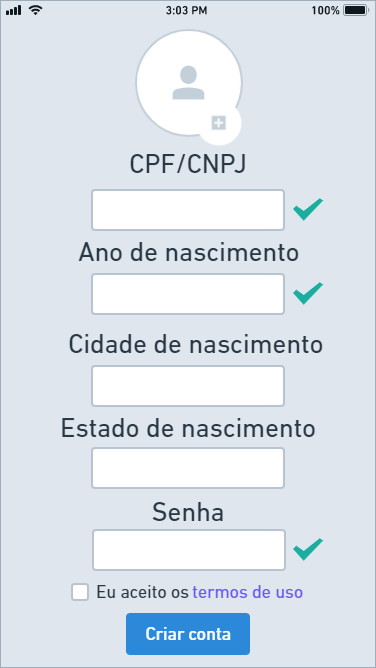 3:03 PM 100%
CPF/CNPJ
Ano de nascimento
Cidade de nascimento
Estado de nascimento
Senha
Eu aceito os termos de uso
Criar conta